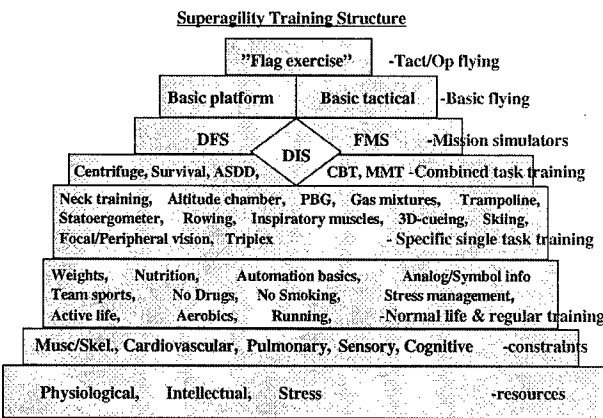 Superagility Training Structure
"Flag exercise" -Tact/Op flying
Basic platform Basic tactical -Basic flying
DFS FMS -Mission simulators
DIS
Centrifuge, Survival, ASDD, CBT, MMT -Combined task training
Neck training, Altitude chamber, PBG, Gas mixtures, Trampoline,
Statoergometer, Rowing, Inspiratory muscles, 3D-cueing, Skiing,
Focal/Peripheral vision, Triplex - Specific single task training
Weights, Nutrition, Automation basics, Analog/Symbol info
Team sports, No Drugs, No Smoking, Stress management,
Active life, Aerobics, Running, -Normal life & regular training
Musc/Skel., Cardiovascular, Pulmonary, Sensory, Cognitive -constraints
Physiological, Intellectual, Stress -resources